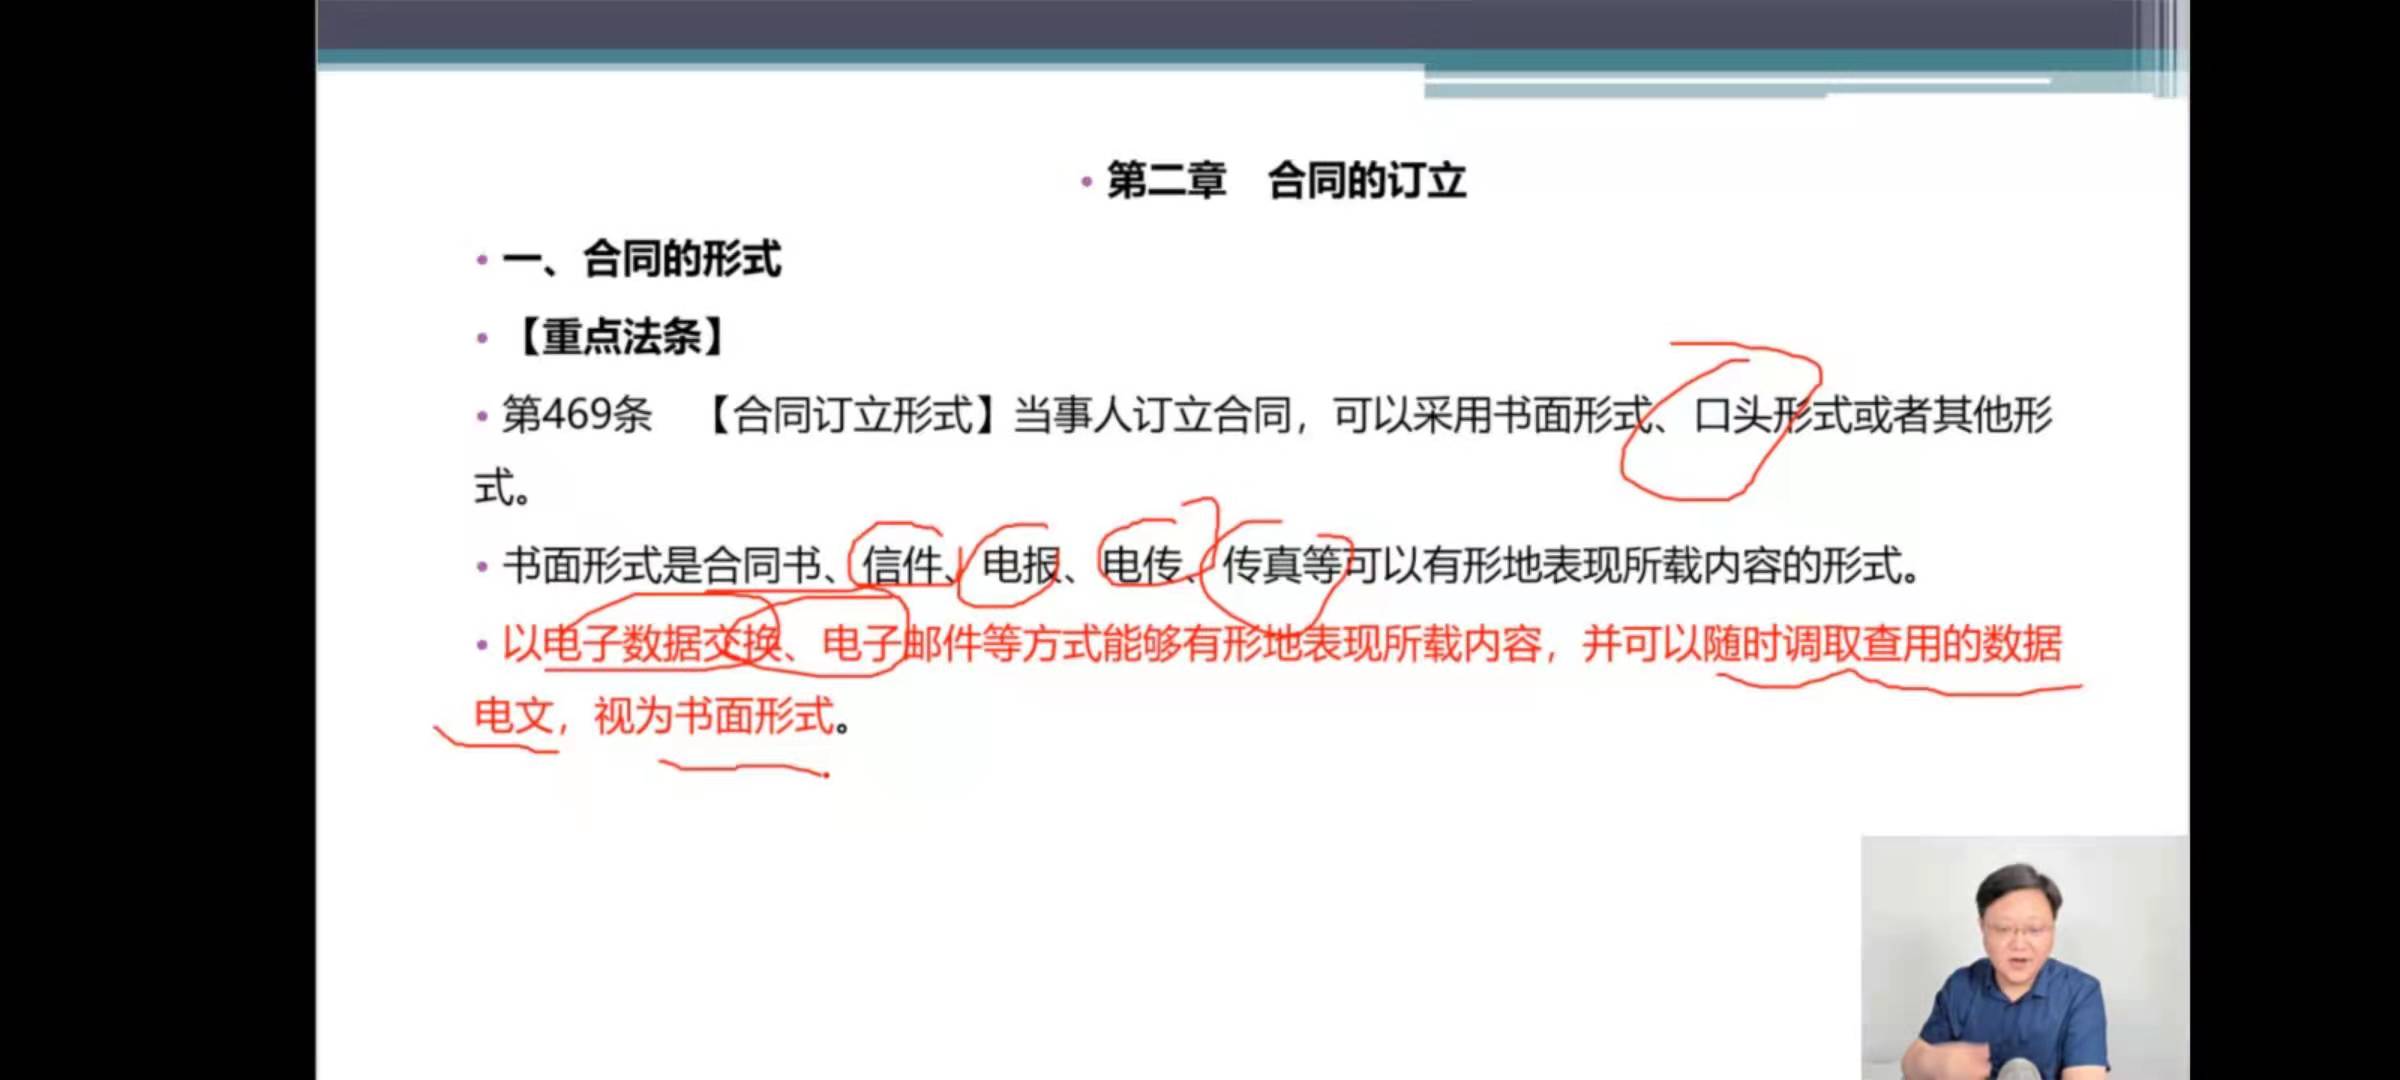 • 第二章　合同的订立
• 一、合同的形式
• 【重点法条】
• 第469条　【合同订立形式】当事人订立合同，可以采用书面形式、口头形式或者其他形
式。
• 书面形式是合同书、信件、电报、电传、传真等可以有形地表现所载内容的形式。
• 以电子数据交换、电子邮件等方式能够有形地表现所载内容，并可以随时调取查用的数据
电文，视为书面形式。